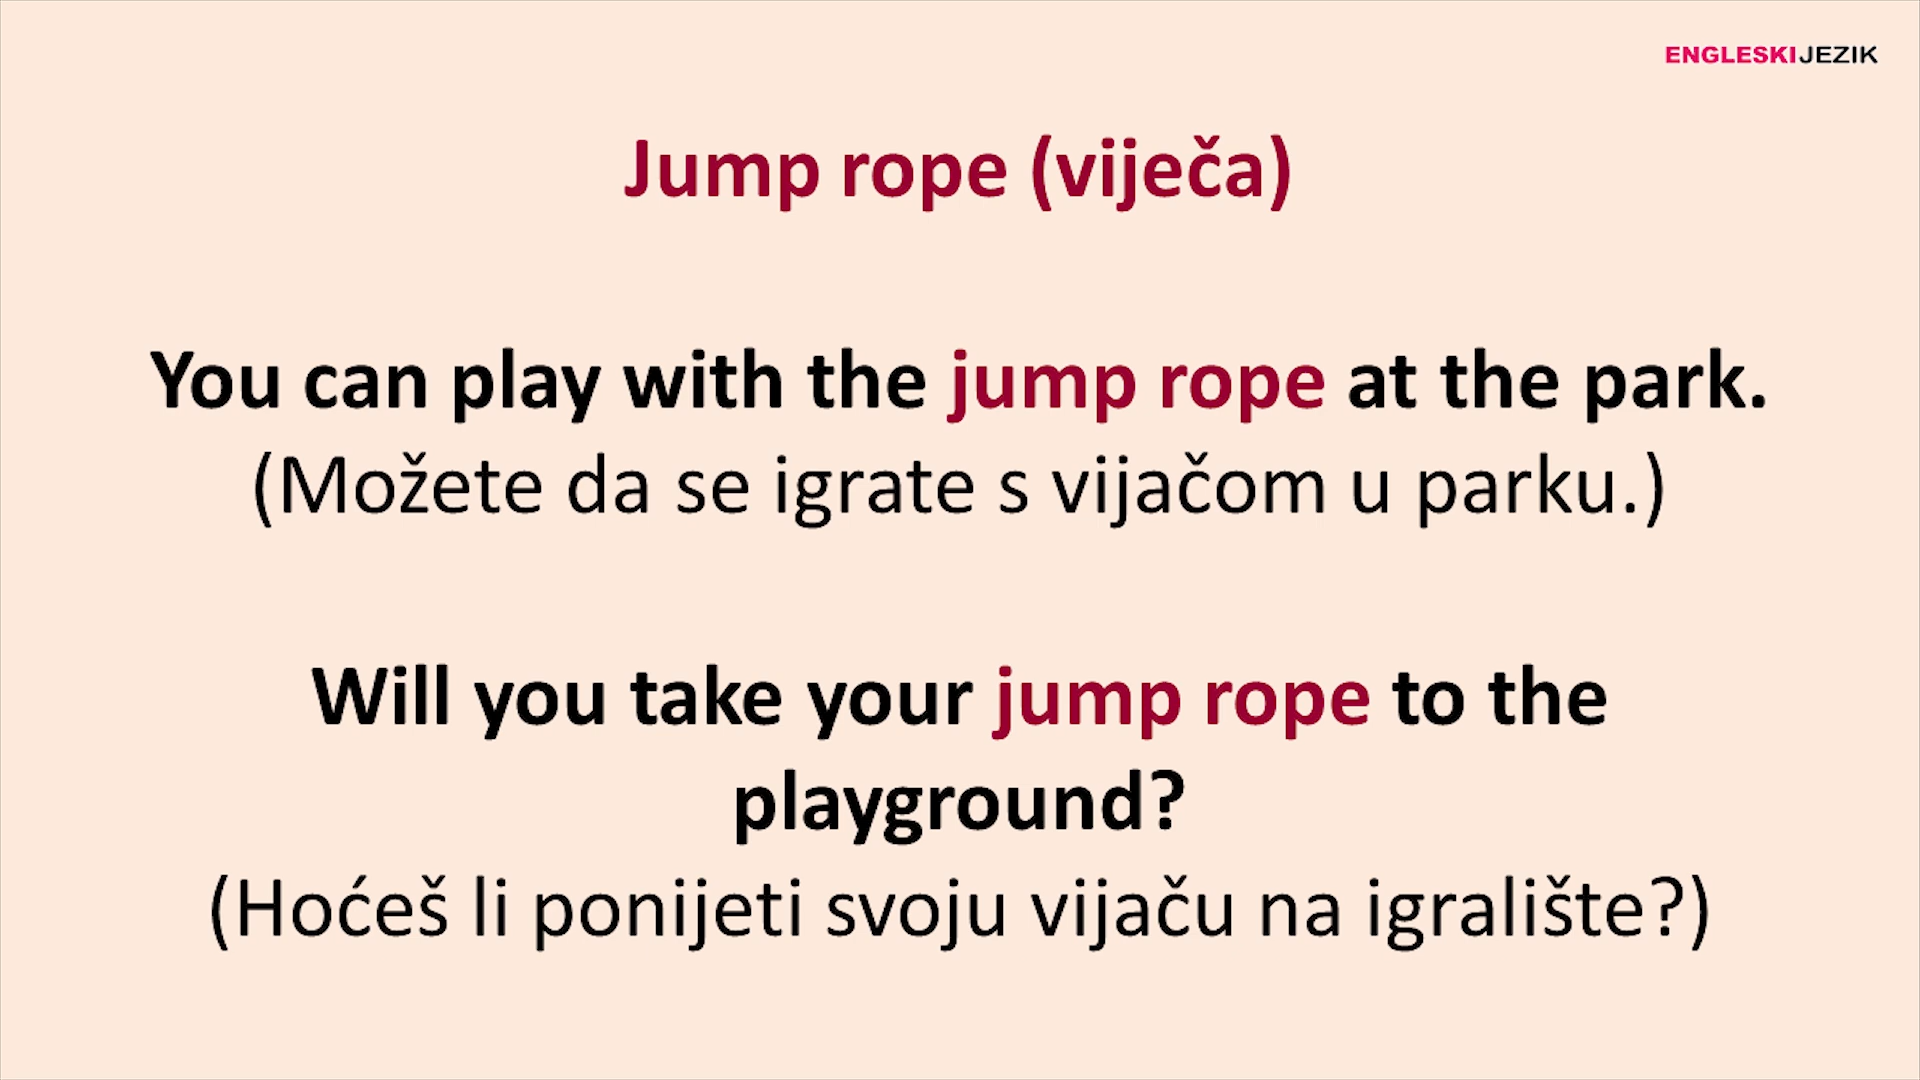 ENGLESKIJEZIK
Jump rope (viječa)
You can play with the jump rope at the park.
(Možete da se igrate s vijačom u parku.)
Will you take your jump rope to the
playground?
(Hoćeš li ponijeti svoju vijaču na igralište?)